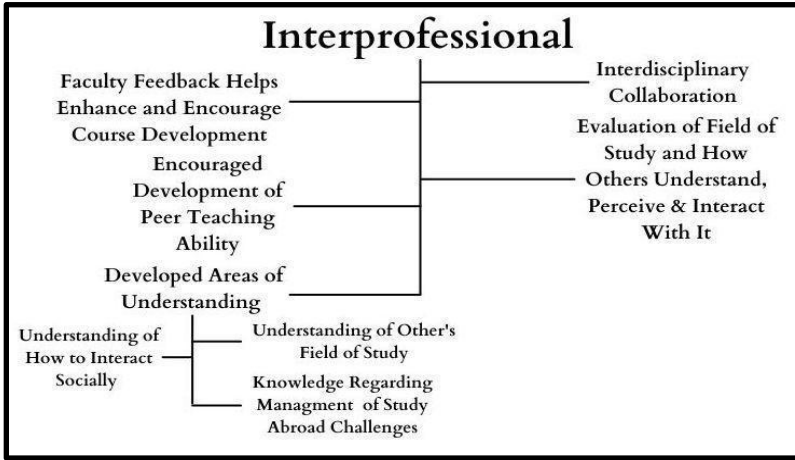 Interprofessional
Faculty Feedback Helps
Enhance and Encourage
Course Development
Encouraged
Development of
Peer Teaching
Ability
Developed Areas of
Understanding
Understanding of
How to Interact
Socially
Understanding of Other's
Field of Study
Knowledge Regarding
Managment of Study
Abroad Challenges
Interdisciplinary
Collaboration
Evaluation of Field of
Study and How
Others Understand,
Perceive & Interact
With It